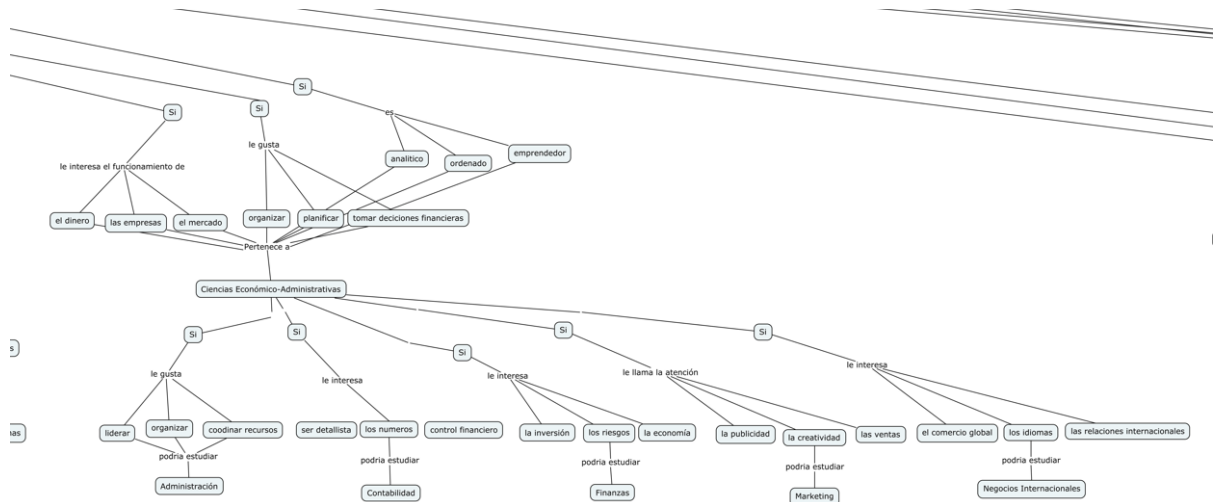 Si
Si
Si
es
le gusta
analitico
ordenado
emprendedor
le interesa el funcionamiento de
el dinero
las empresas
el mercado
organizar
planificar
tomar deciciones financieras
Pertenece a
Ciencias Económico-Administrativas
Si
Si
Si
Si
Si
le gusta
le interesa
le interesa
le llama la atención
le interesa
liderar
organizar
coodinar recursos
ser detallista
los numeros
control financiero
la inversión
los riegos
la economía
la publicidad
la creatividad
las ventas
el comercio global
los idiomas
las relaciones internacionales
podria estudiar
podria estudiar
podria estudiar
podria estudiar
podria estudiar
Administración
Contabilidad
Finanzas
Marketing
Negocios Internacionales